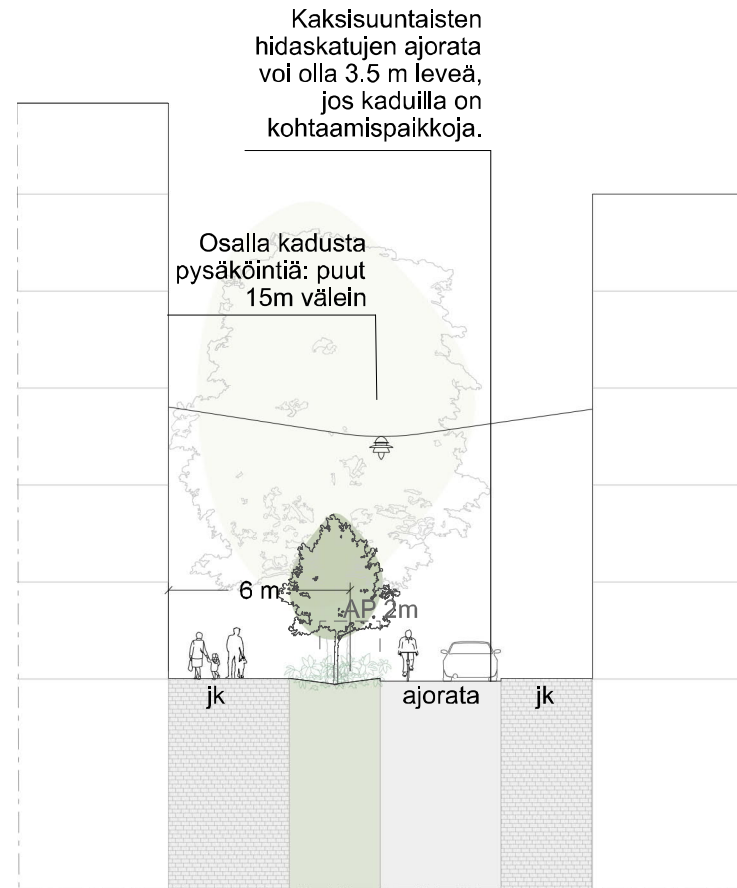 Kaksisuuntaisten
hidaskatujen ajorata
voi olla 3.5 m leveä,
jos kaduilla on
kohtaamispaikkoja.
Osalla kadusta
pysäköintiä: puut
15m välein
6 m
AP 2m
jk
ajorata
jk